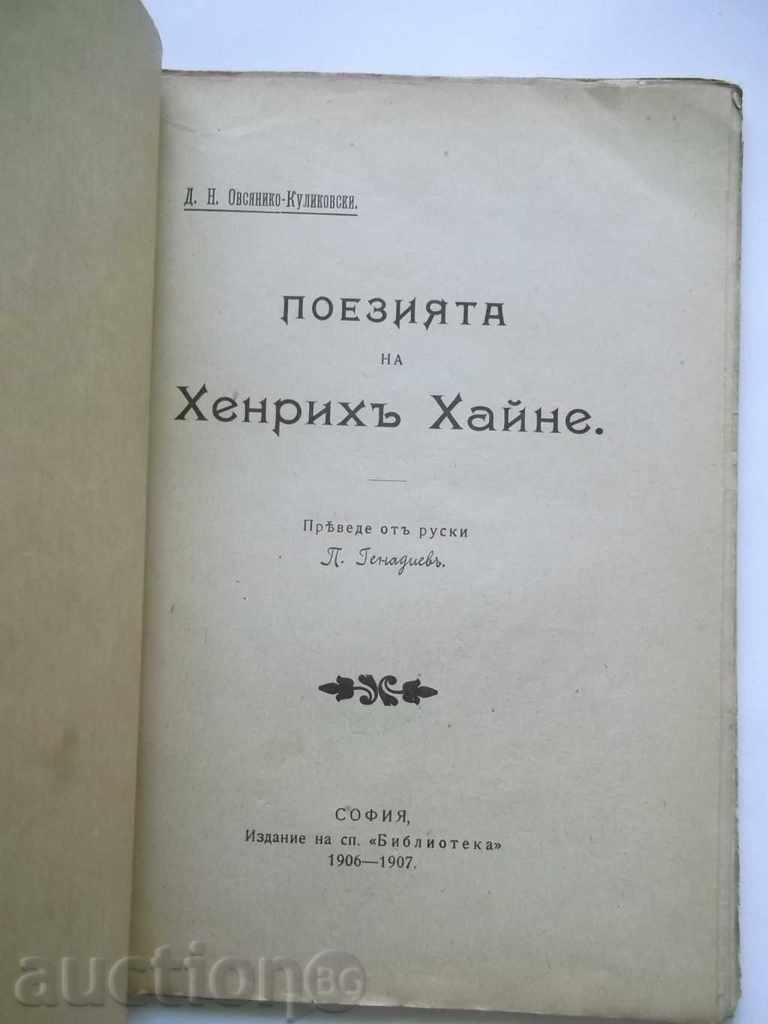 Д. Н. Овсянико-Куликовски.
ПОЕЗИЯТА
НА
Хенрихъ Хайне.
Прѣведе отъ руски
П. Генадиевъ.
СОФИЯ,
Издание на сп. «Библиотека»
1906—1907.
auction BG